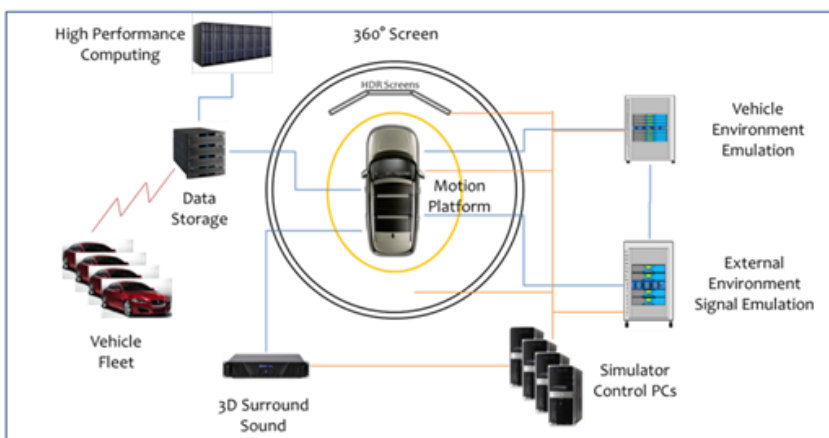 High Performance
Computing
360° Screen
HDR Screens
Vehicle
Environment
Emulation
Motion
Platform
Data
Storage
External
Environment
Signal Emulation
Vehicle
Fleet
3D Surround
Sound
Simulator
Control PCs